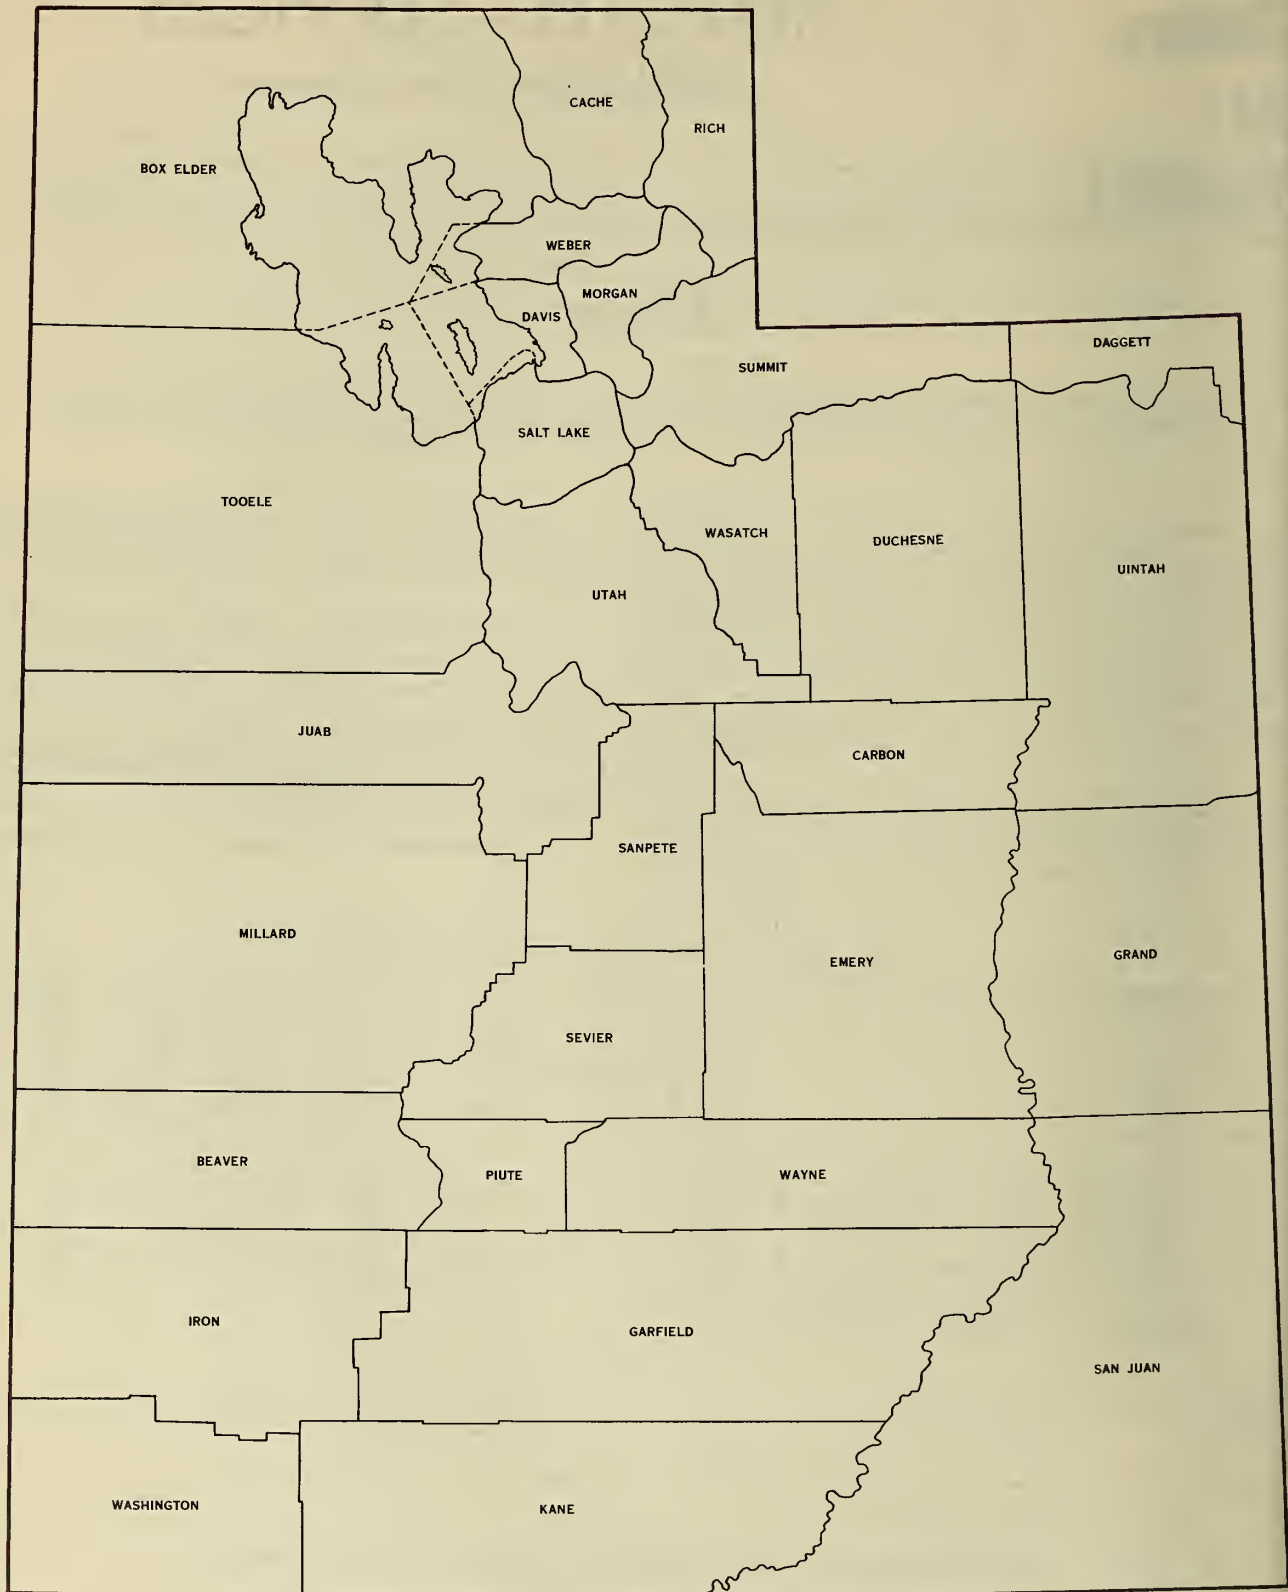 CACHE
RICH
BOX ELDER
WEBER
MORGAN
DAVIS
DAGGETT
SUMMIT
SALT LAKE
TOOELE
WASATCH
DUCHESNE
UINTAH
UTAH
JUAB
CARBON
SANPETE
MILLARD
EMERY
GRAND
SEVIER
BEAVER
PIUTE
WAYNE
IRON
GARFIELD
SAN JUAN
WASHINGTON
KANE